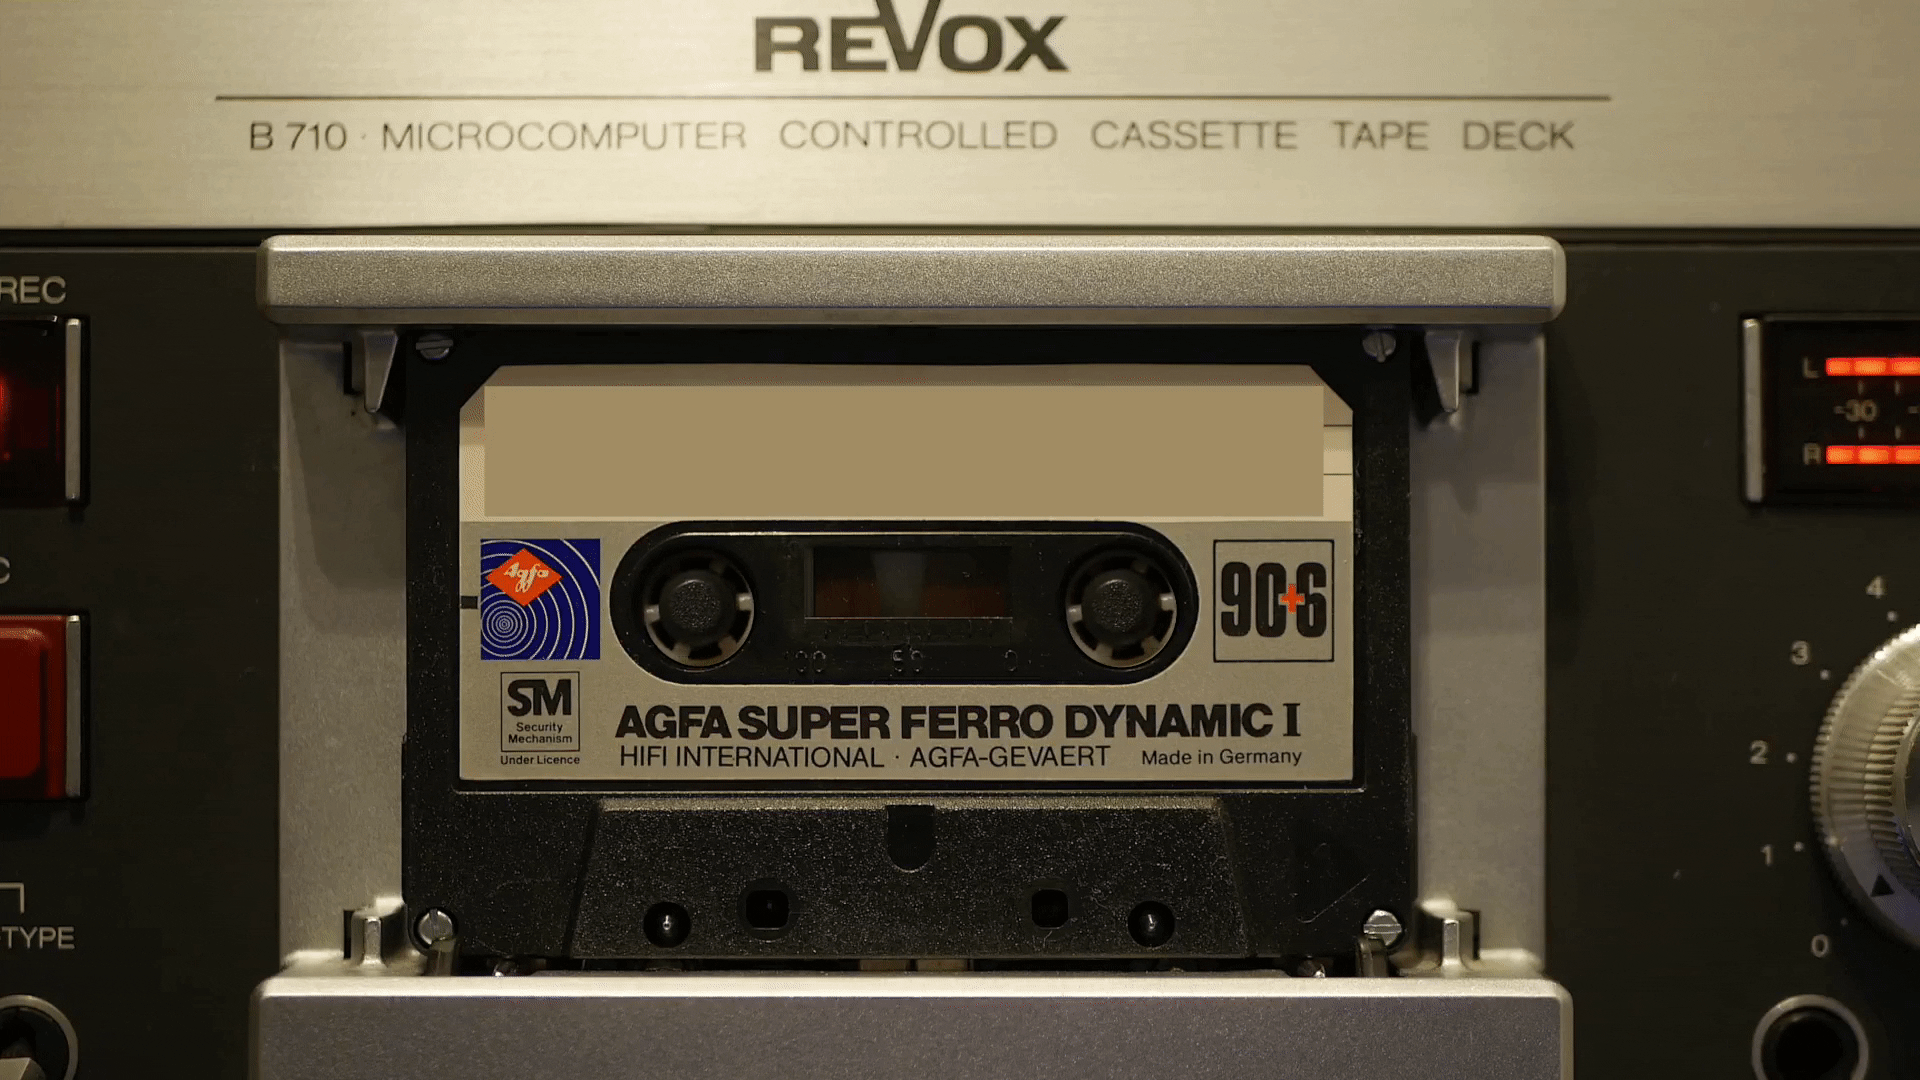 REVOX
B 710 · MICROCOMPUTER CONTROLLED CASSETTE TAPE DECK
REC
L
-30
R
Agfa
90+6
SM
Security
Mechanism
Under Licence
AGFA SUPER FERRO DYNAMIC I
HIFI INTERNATIONAL · AGFA-GEVAERT Made in Germany
4
3
2
1
0
TYPE